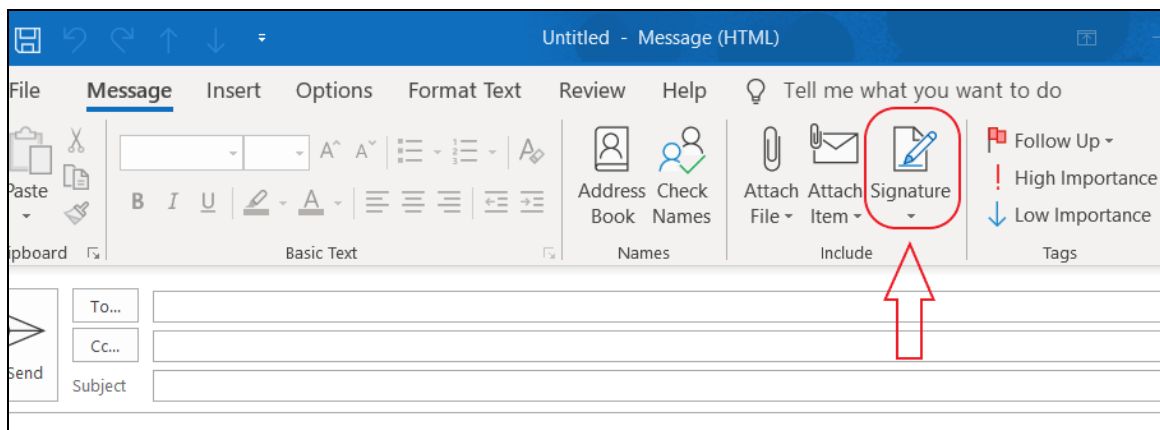 Untitled - Message (HTML)
File Message Insert Options Format Text Review Help Tell me what you want to do
Paste
B I U A
Address Book
Check Names
Attach File
Attach Item
Signature
Follow Up
High Importance
Low Importance
lipboard
Basic Text
Names
Include
Tags
To...
Cc...
Send
Subject